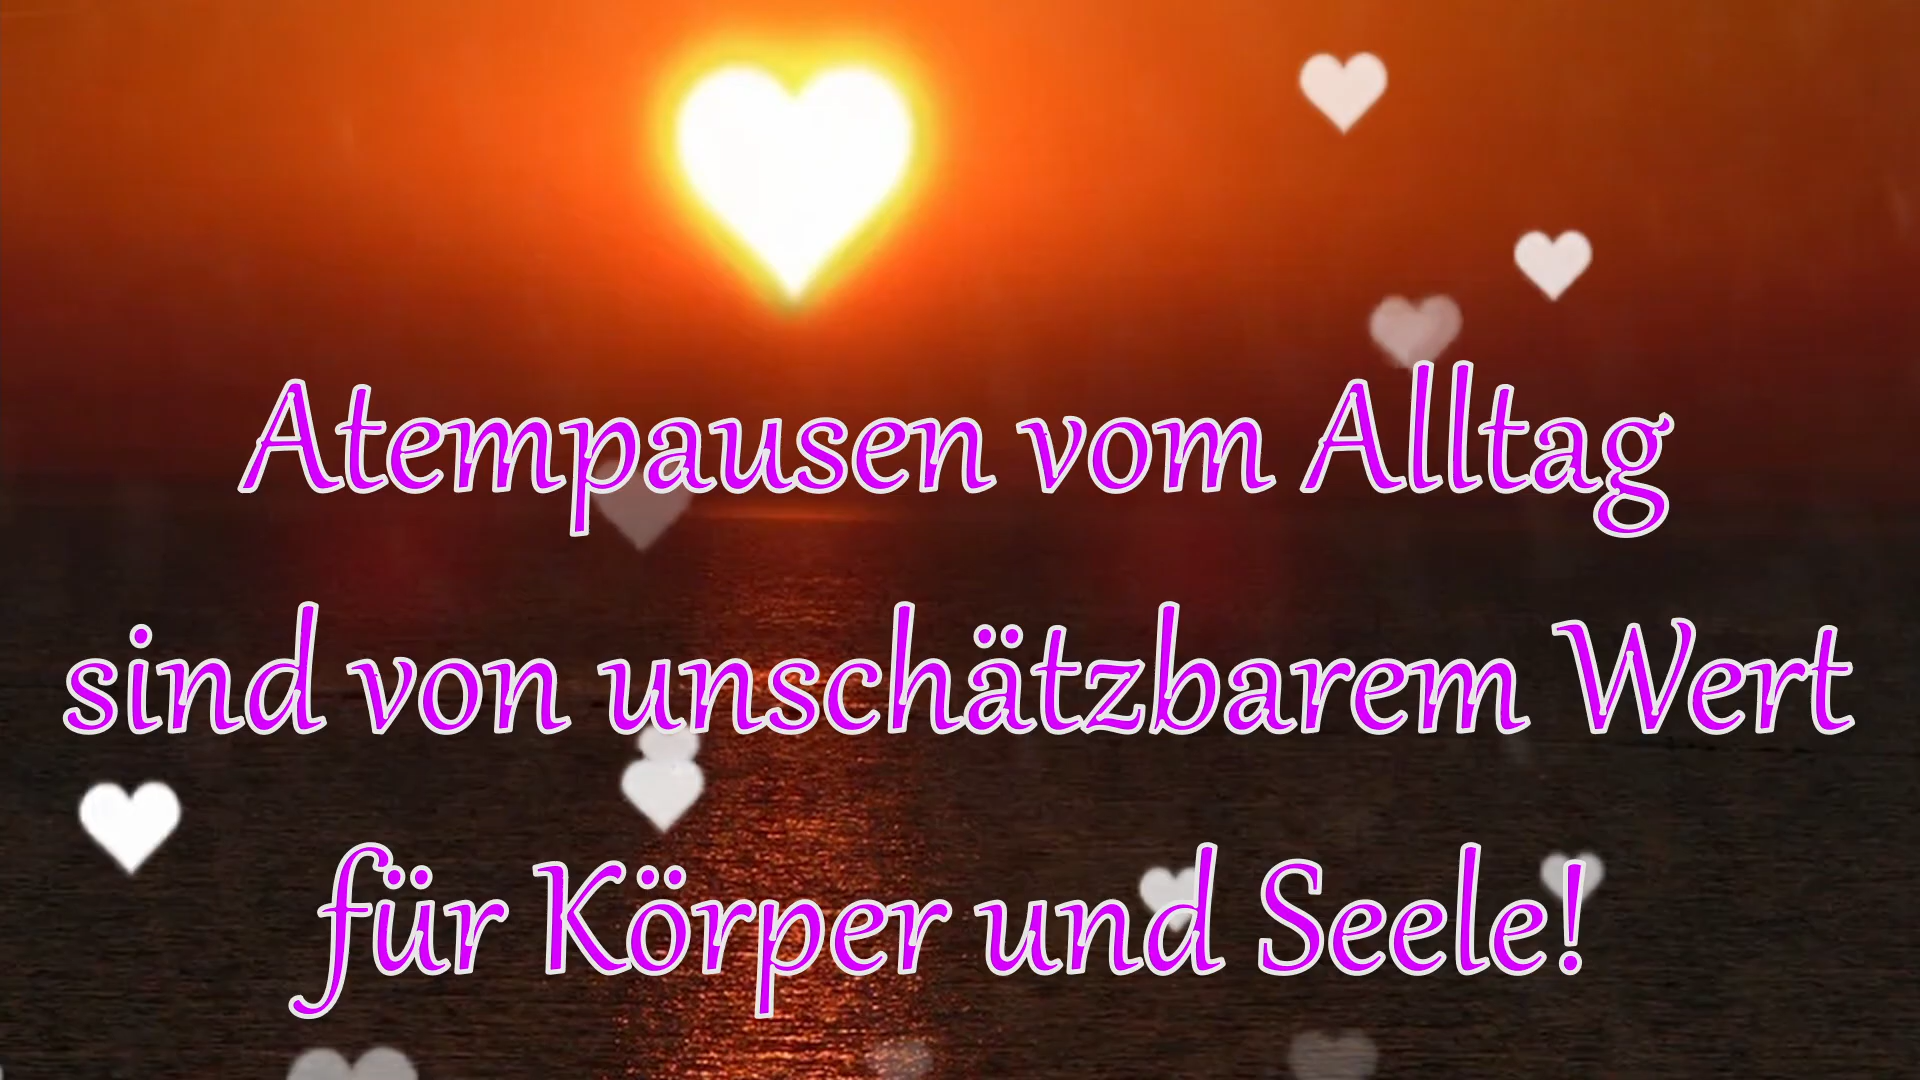 Atempausen vom Alltag
sind von unschätzbarem Wert
für Körper und Seele!